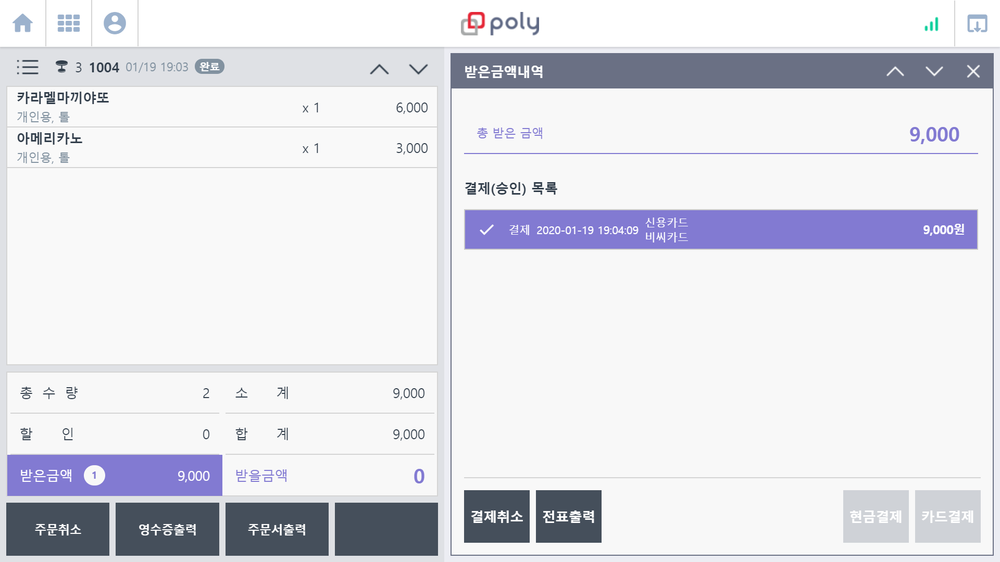 poly
3 1004 01/19 19:03 완료
카라멜마끼야또
개인용, 톨
x 1
6,000
아메리카노
개인용, 톨
x 1
3,000
총 수 량 2
소 계 9,000
할 인 0
합 계 9,000
받은금액 1 9,000
받을금액 0
주문취소
영수증출력
주문서출력
받은금액내역
총 받은 금액 9,000
결제(승인) 목록
결제 2020-01-19 19:04:09
신용카드
비씨카드
9,000원
결제취소
전표출력
현금결제
카드결제